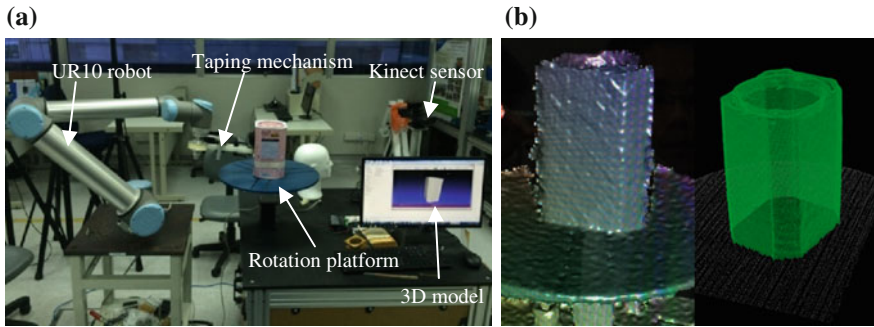 (a)
(b)
UR10 robot
Taping mechanism
Kinect sensor
Rotation platform
3D model